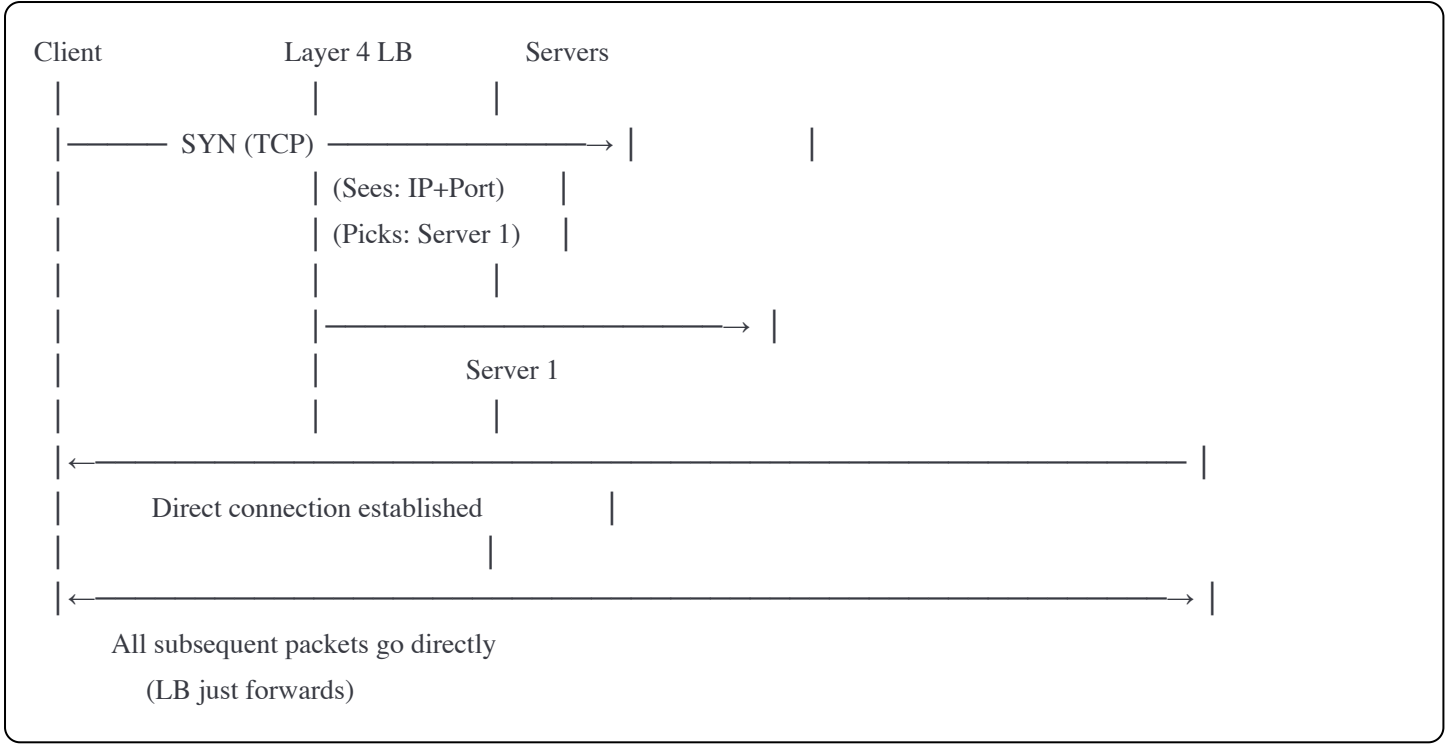 Client Layer 4 LB Servers
| | |
|───── SYN (TCP) ─────────────→ | |
| | (Sees: IP+Port) |
| | (Picks: Server 1) |
| | |
| |────────────────────→ |
| | Server 1
| | |
|←─────────────────────────────────────────────────────── |
| Direct connection established |
| |
|←──────────────────────────────────────────────────────→ |
All subsequent packets go directly
(LB just forwards)